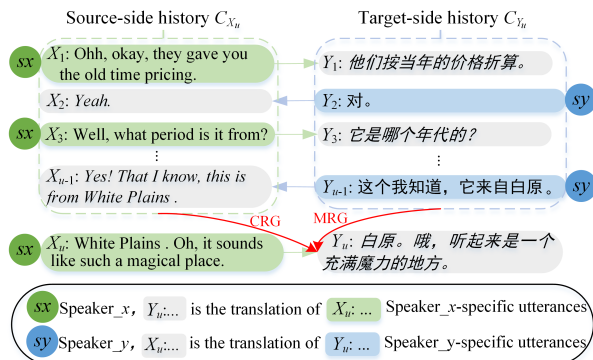 Source-side history C_{X_u}
Target-side history C_{Y_u}
sx
X_1: Ohh, okay, they gave you
the old time pricing.
Y_1: 他们按当年的价格折算。
X_2: Yeah.
Y_2: 对。
sy
sx
X_3: Well, what period is it from?
Y_3: 它是哪个年代的？
⋮
⋮
X_{u-1}: Yes! That I know, this is
from White Plains .
Y_{u-1}: 这个我知道，它来自白原。
sy
CRG
MRG
sx
X_u: White Plains . Oh, it sounds
like such a magical place.
Y_u: 白原。哦，听起来是一个
充满魔力的地方。
sx Speaker_x, Y_u:... is the translation of X_u: ... Speaker_x-specific utterances
sy Speaker_y, X_u:... is the translation of Y_u: ... Speaker_y-specific utterances